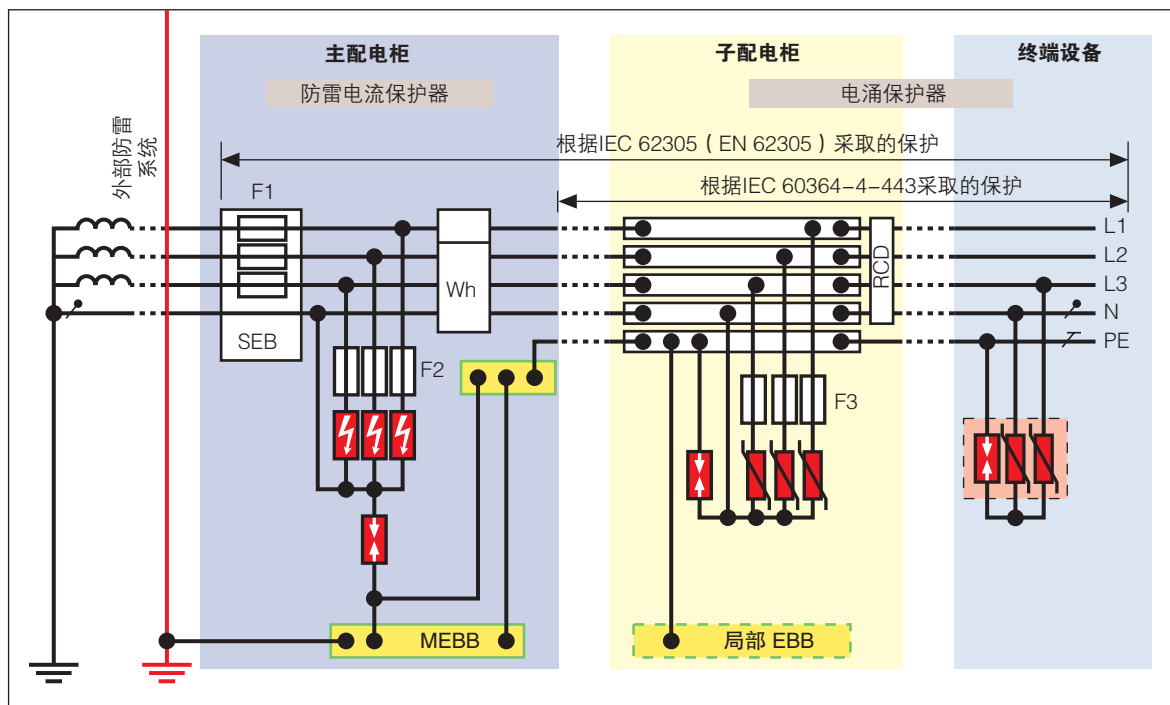 主配电柜
子配电柜
终端设备
防雷电流保护器
电涌保护器
外部防雷
系统
根据IEC 62305 ( EN 62305 ) 采取的保护
根据IEC 60364-4-443采取的保护
F1
L1
L2
L3
N
PE
Wh
RCD
SEB
F2
F3
MEBB
局部 EBB